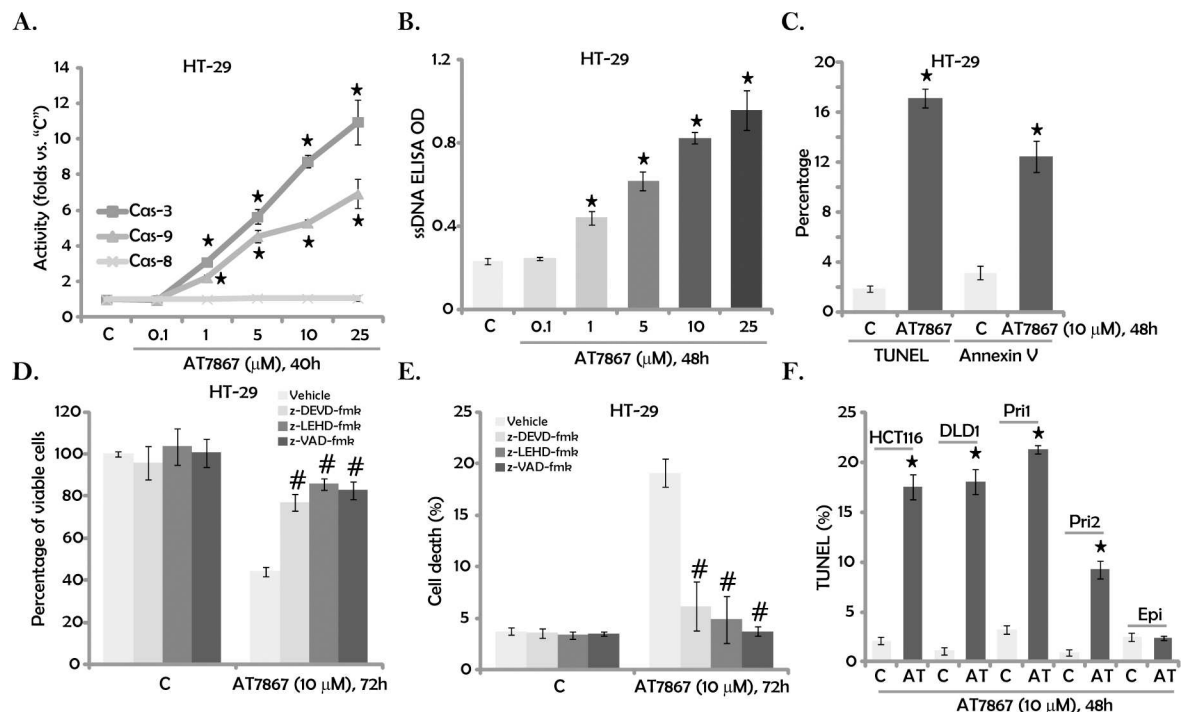 A.
HT-29
Activity (folds vs. "C")
14
12
10
8
6
4
2
0
Cas-3
Cas-9
Cas-8
C 0.1 1 5 10 25
AT7867 (μM), 40h
B.
HT-29
ssDNA ELISA OD
1.2
0.8
0.4
0
C 0.1 1 5 10 25
AT7867 (μM), 48h
C.
HT-29
Percentage
20
16
12
8
4
0
C AT7867 C AT7867 (10 μM), 48h
TUNEL Annexin V
D.
HT-29
Percentage of viable cells
120
100
80
60
40
20
0
Vehicle
z-DEVD-fmk
z-LEHD-fmk
z-VAD-fmk
# # #
C AT7867 (10 μM), 72h
E.
HT-29
Cell death (%)
25
20
15
10
5
0
Vehicle
z-DEVD-fmk
z-LEHD-fmk
z-VAD-fmk
# # #
C AT7867 (10 μM), 72h
F.
TUNEL (%)
25
20
15
10
5
0
HCT116
DLD1
Pri1
Pri2
Epi
C AT C AT C AT C AT C AT
AT7867 (10 μM), 48h